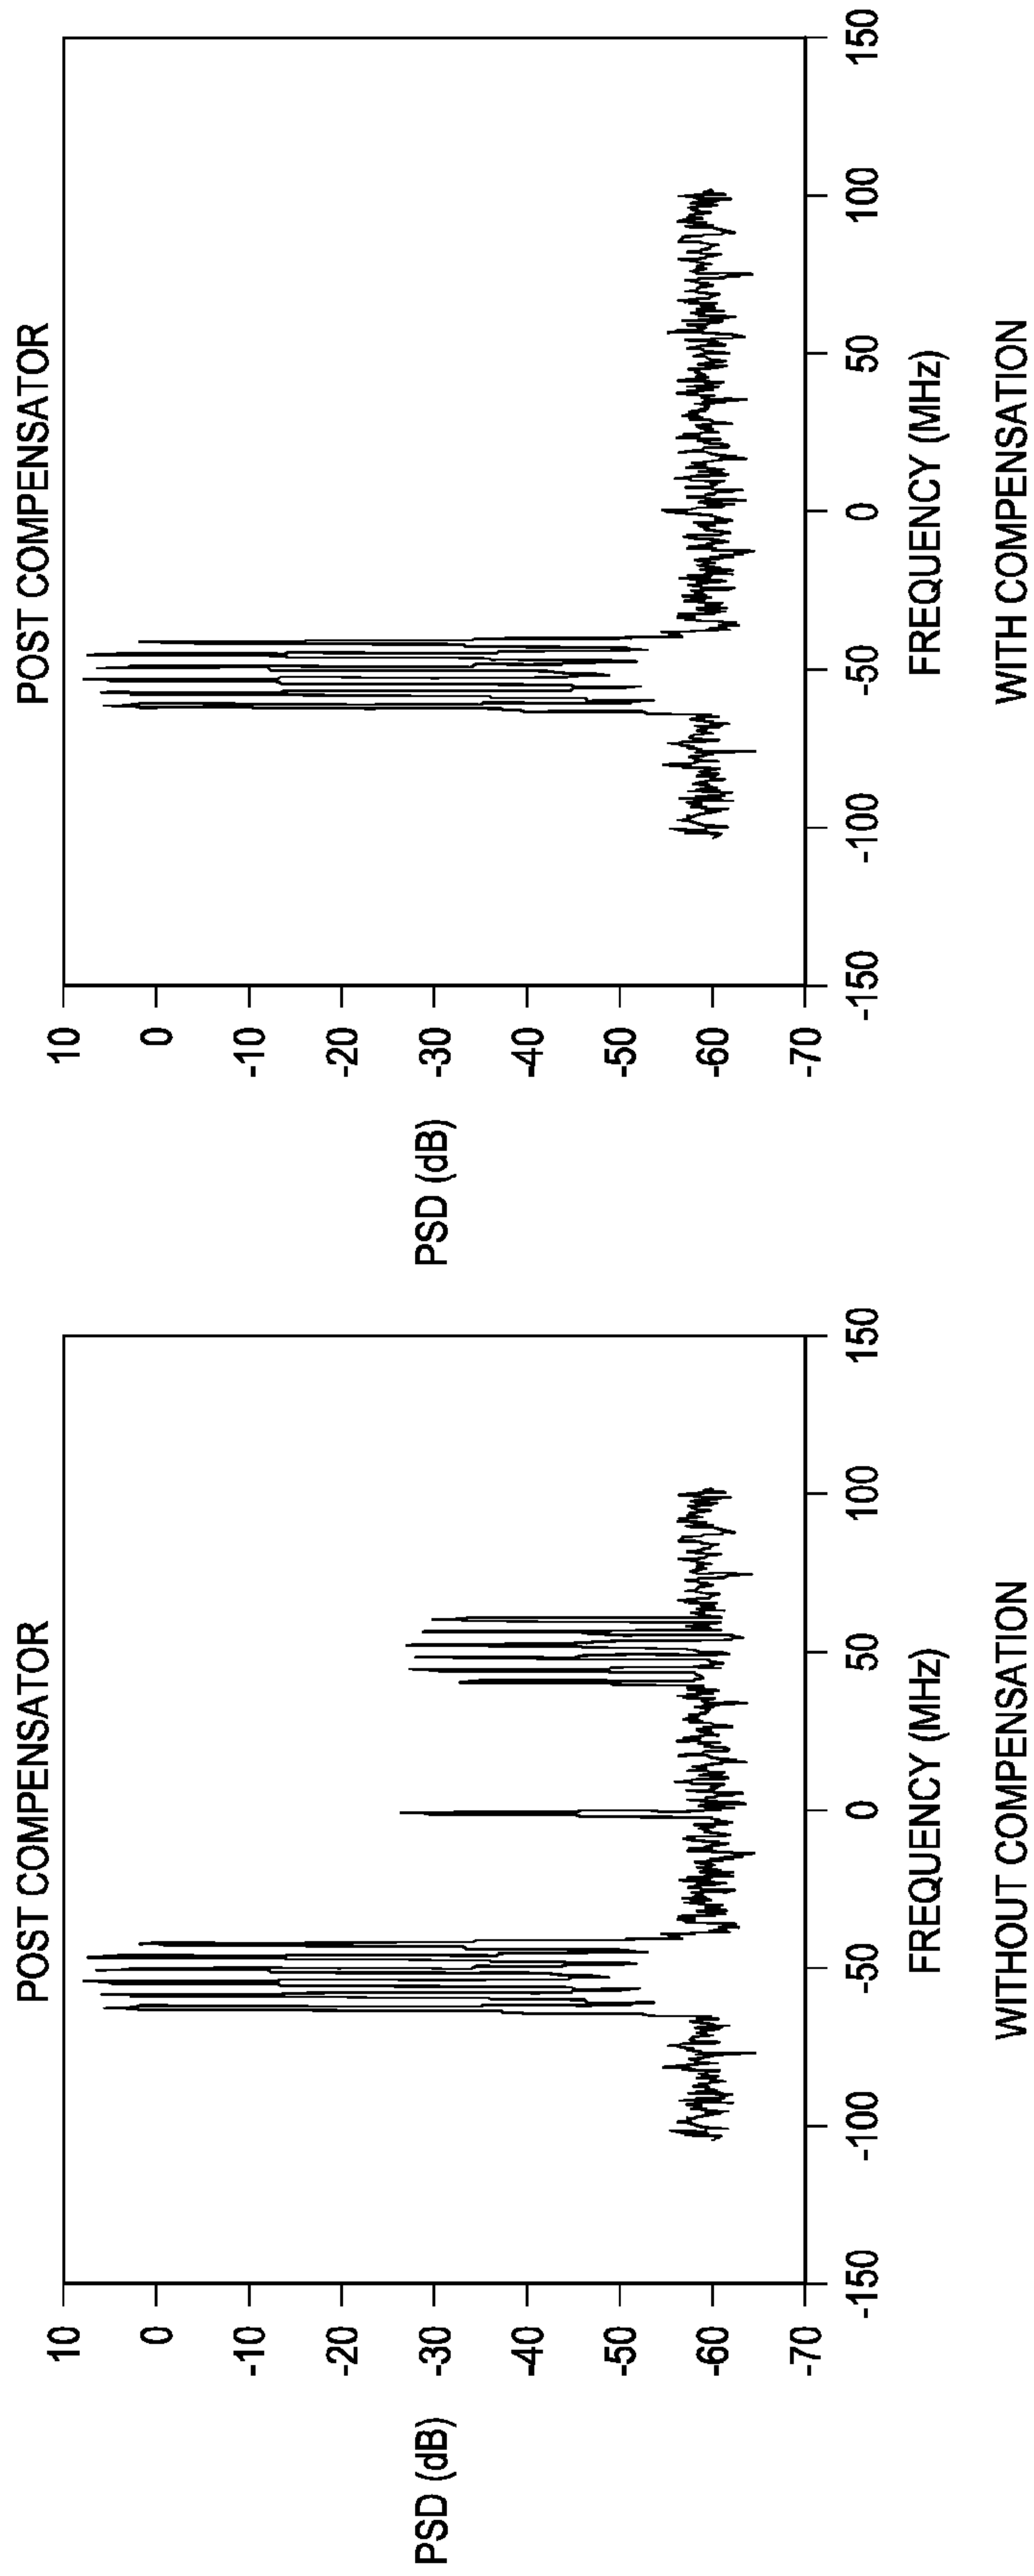 POST COMPENSATOR
PSD (dB)
10
0
-10
-20
-30
-40
-50
-60
-70
-150 -100 -50 0 50 100 150
FREQUENCY (MHz)
WITHOUT COMPENSATION
POST COMPENSATOR
PSD (dB)
10
0
-10
-20
-30
-40
-50
-60
-70
-150 -100 -50 0 50 100 150
FREQUENCY (MHz)
WITH COMPENSATION